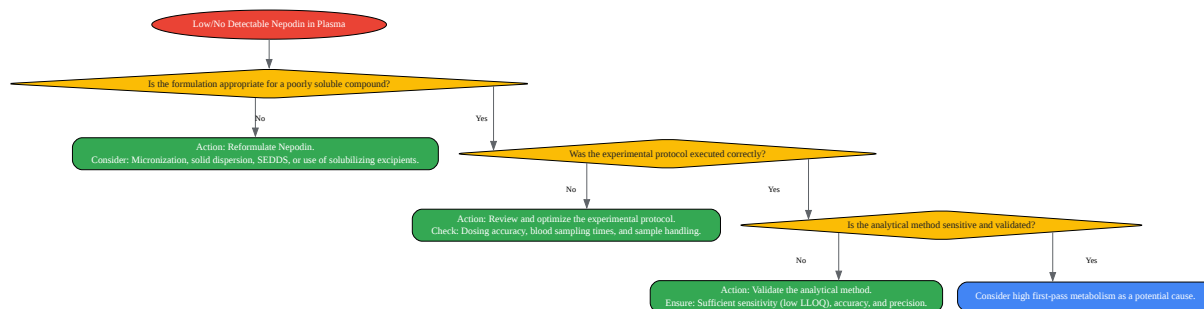 Low/No Detectable Nepodin in Plasma
Is the formulation appropriate for a poorly soluble compound?
No
Yes
Action: Reformulate Nepodin.
Consider: Micronization, solid dispersion, SEDDS, or use of solubilizing excipients.
Was the experimental protocol executed correctly?
No
Yes
Action: Review and optimize the experimental protocol.
Check: Dosing accuracy, blood sampling times, and sample handling.
Is the analytical method sensitive and validated?
No
Yes
Action: Validate the analytical method.
Ensure: Sufficient sensitivity (low LLOQ), accuracy, and precision.
Consider high first-pass metabolism as a potential cause.